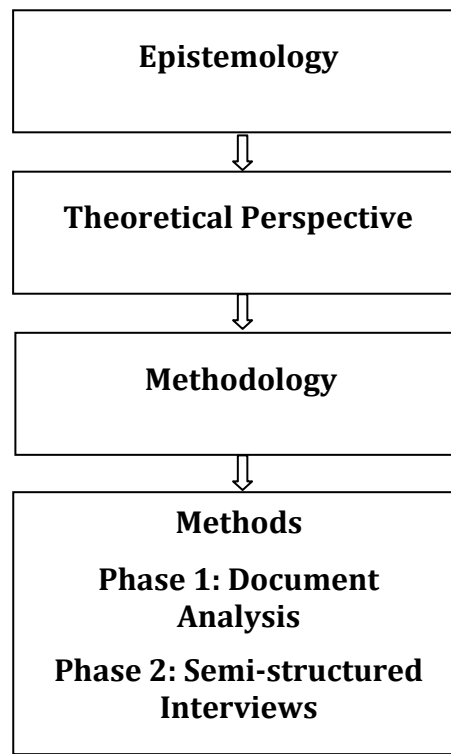 Epistemology
Theoretical Perspective
Methodology
Methods
Phase 1: Document
Analysis
Phase 2: Semi-structured
Interviews